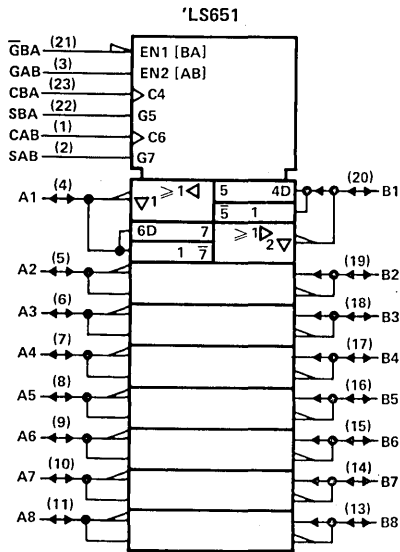 'LS651
G̅BA (21) EN1 [BA]
GAB (3) EN2 [AB]
CBA (23) C4
SBA (22) G5
CAB (1) C6
SAB (2) G7
A1 (4) ▽1 ⩾1◁ 5 4D (20) B1
5̅ 1
6D 7 ⩾1▷
1 7̅ 2▽
A2 (5) (19) B2
A3 (6) (18) B3
A4 (7) (17) B4
A5 (8) (16) B5
A6 (9) (15) B6
A7 (10) (14) B7
A8 (11) (13) B8